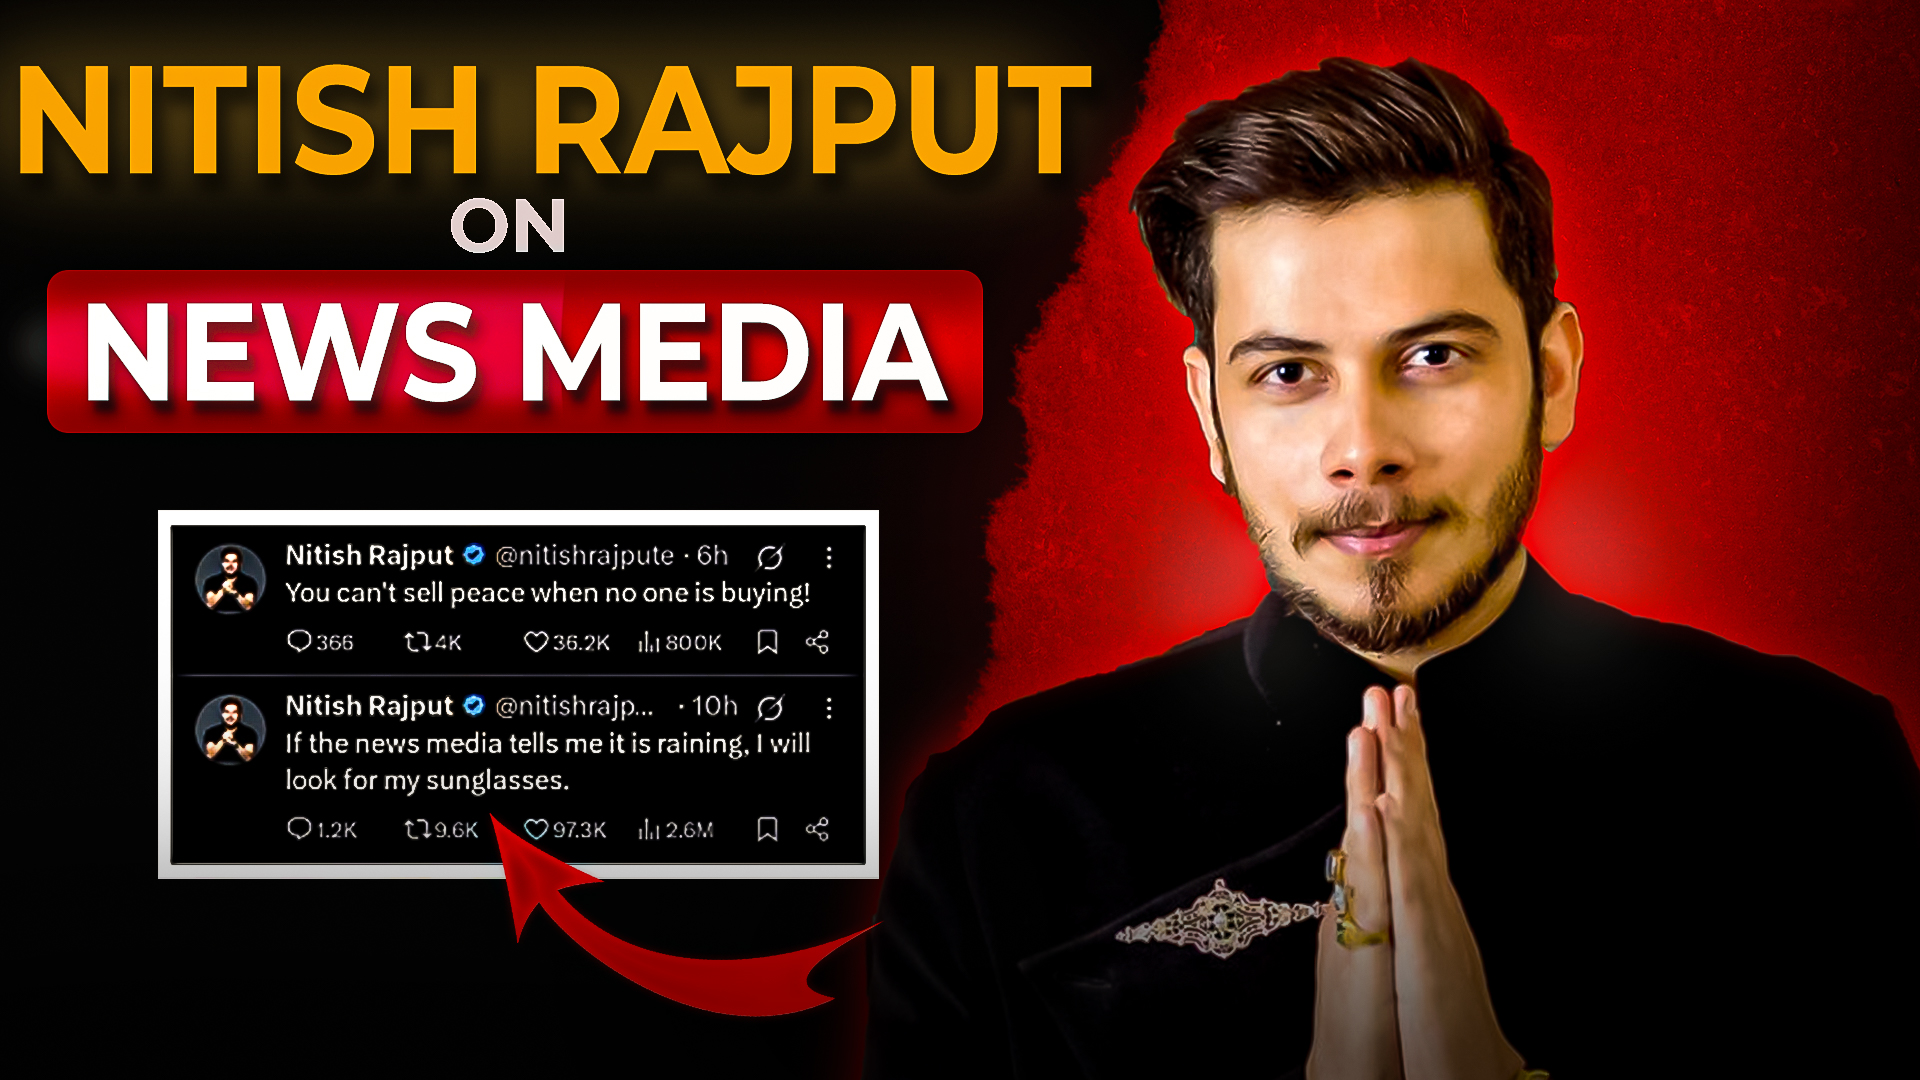 NITISH RAJPUT
ON
NEWS MEDIA
Nitish Rajput @nitishrajpute · 6h
You can't sell peace when no one is buying!
366 4K 36.2K 800K
Nitish Rajput @nitishrajp... · 10h
If the news media tells me it is raining, I will
look for my sunglasses.
1.2K 9.6K 97.3K 2.6M